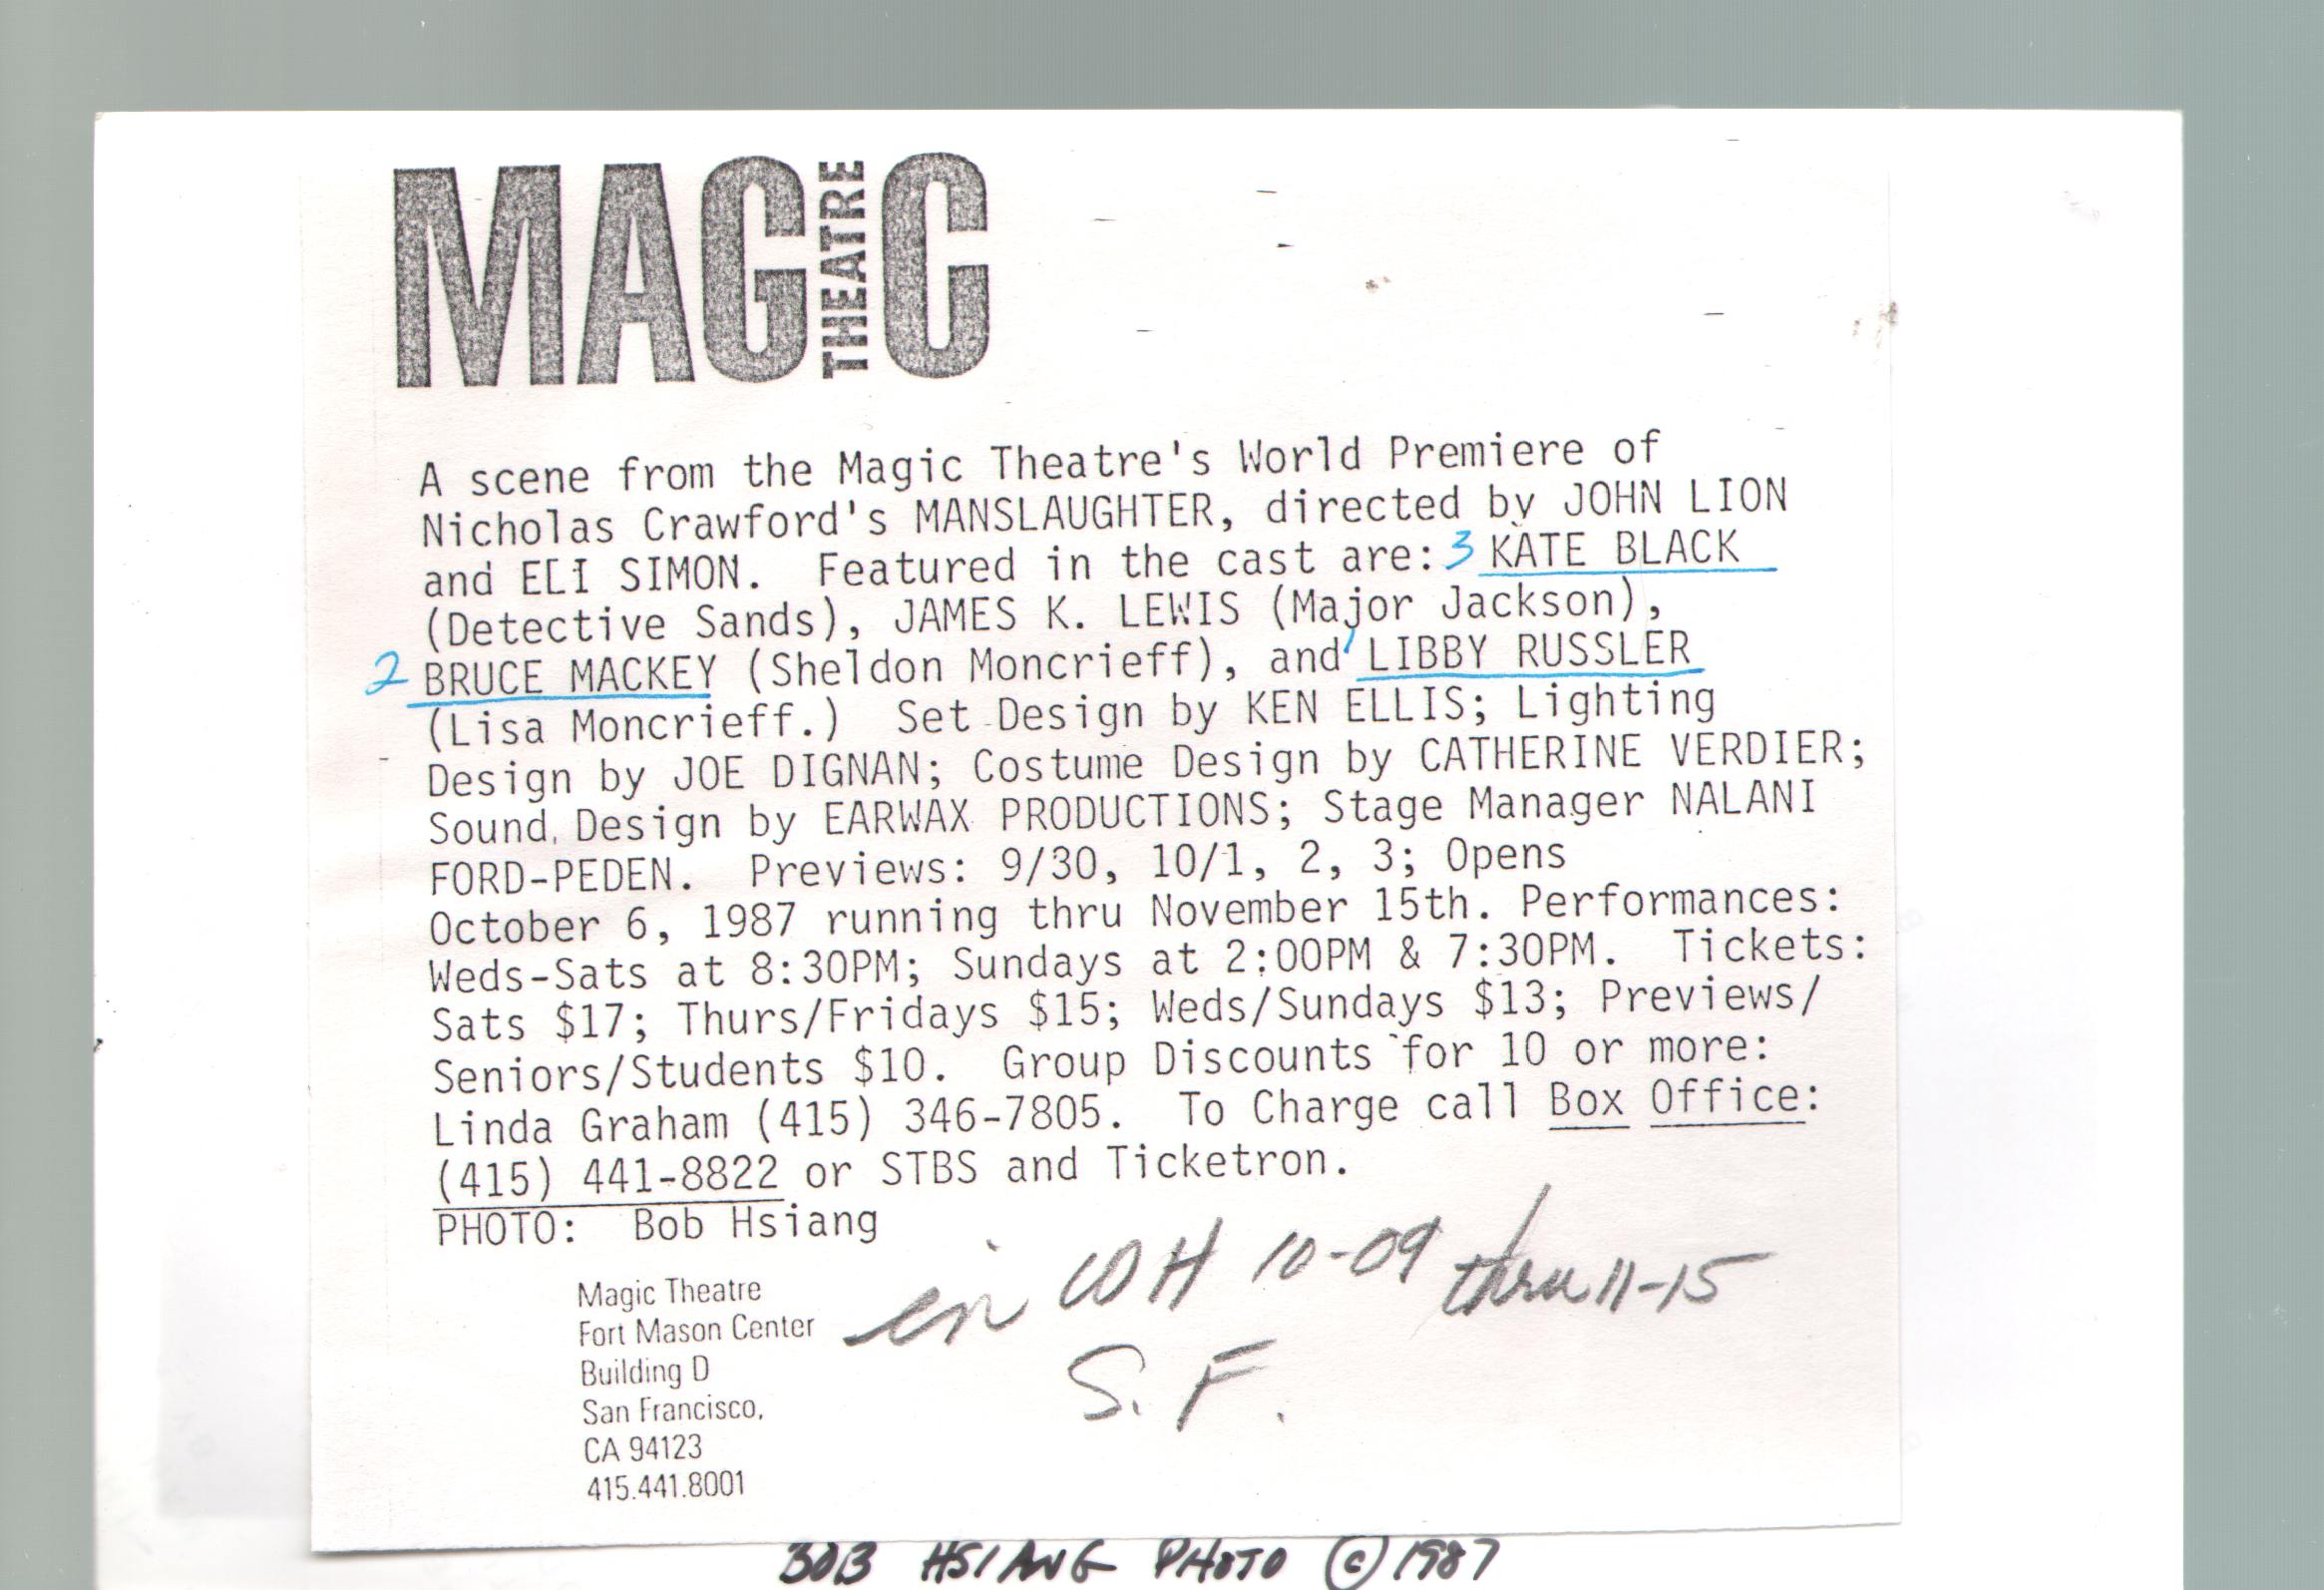 MAGIC THEATRE
A scene from the Magic Theatre's World Premiere of
Nicholas Crawford's MANSLAUGHTER, directed by JOHN LION
and ELI SIMON. Featured in the cast are: 3 KATE BLACK
(Detective Sands), JAMES K. LEWIS (Major Jackson),
2 BRUCE MACKEY (Sheldon Moncrieff), and 1 LIBBY RUSSLER
(Lisa Moncrieff.) Set Design by KEN ELLIS; Lighting
Design by JOE DIGNAN; Costume Design by CATHERINE VERDIER;
Sound Design by EARWAX PRODUCTIONS; Stage Manager NALANI
FORD-PEDEN. Previews: 9/30, 10/1, 2, 3; Opens
October 6, 1987 running thru November 15th. Performances:
Weds-Sats at 8:30PM; Sundays at 2:00PM & 7:30PM. Tickets:
Sats $17; Thurs/Fridays $15; Weds/Sundays $13; Previews/
Seniors/Students $10. Group Discounts for 10 or more:
Linda Graham (415) 346-7805. To Charge call Box Office:
(415) 441-8822 or STBS and Ticketron.
PHOTO: Bob Hsiang
Magic Theatre
Fort Mason Center
Building D
San Francisco,
CA 94123
415.441.8001
in WH 10-09 thru 11-15
S.F.
BOB HSIANG PHOTO © 1987